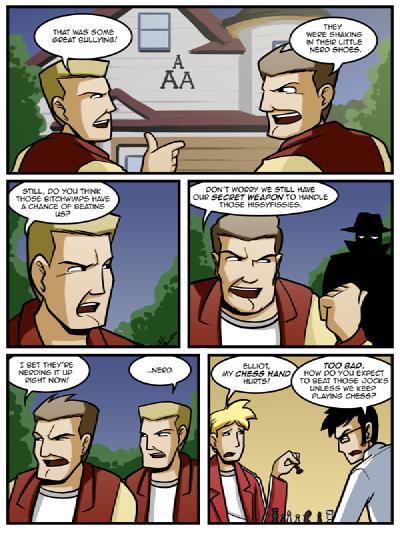 THAT WAS SOME
GREAT BULLYING!
THEY
WERE SHAKING
IN THEIR LITTLE
NERD SHOES.
A
AA
STILL, DO YOU THINK
THOSE BITCHWIMPS HAVE
A CHANCE OF BEATING
US?
DON'T WORRY WE STILL HAVE
OUR SECRET WEAPON TO HANDLE
THOSE HISSYFISSIES.
I BET THEY'RE
NERDING IT UP
RIGHT NOW!
...NERD.
ELLIOT,
MY CHESS HAND
HURTS!
TOO BAD.
HOW DO YOU EXPECT
TO BEAT THOSE JOCKS
UNLESS WE KEEP
PLAYING CHESS?